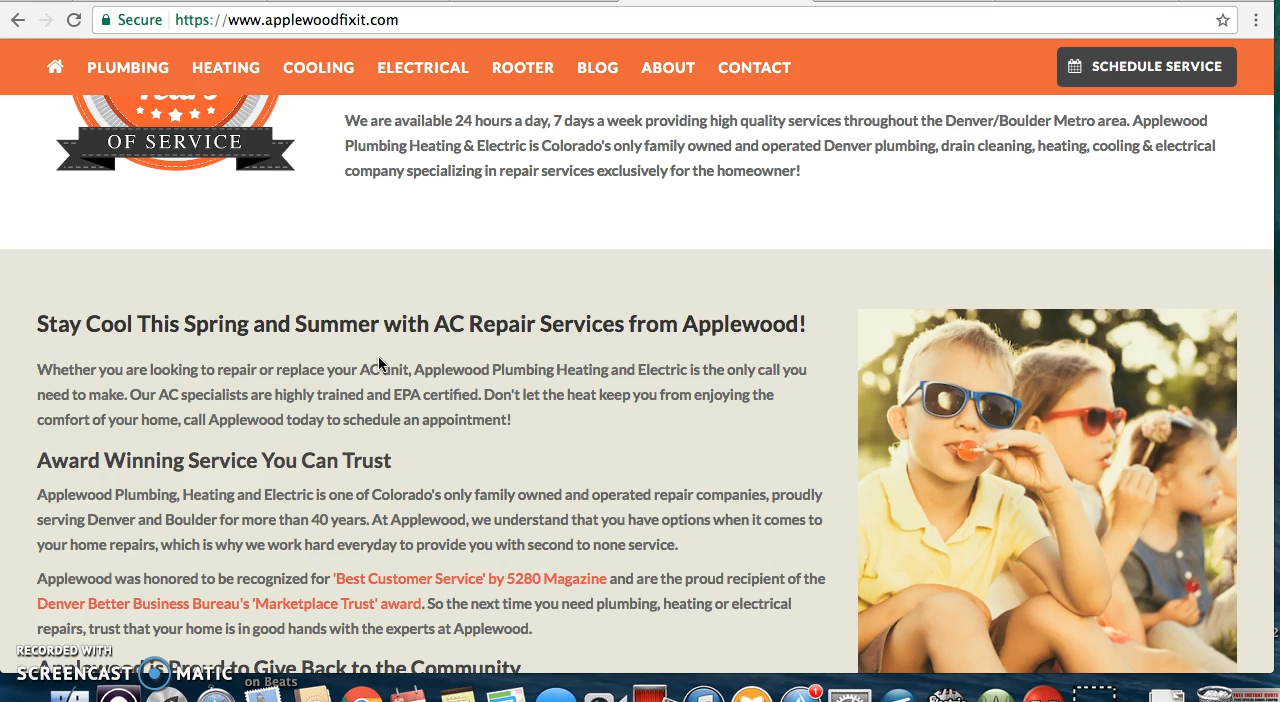 Secure https://www.applewoodfixit.com
PLUMBING HEATING COOLING ELECTRICAL ROOTER BLOG ABOUT CONTACT SCHEDULE SERVICE
Years
OF SERVICE
We are available 24 hours a day, 7 days a week providing high quality services throughout the Denver/Boulder Metro area. Applewood
Plumbing Heating & Electric is Colorado's only family owned and operated Denver plumbing, drain cleaning, heating, cooling & electrical
company specializing in repair services exclusively for the homeowner!
Stay Cool This Spring and Summer with AC Repair Services from Applewood!
Whether you are looking to repair or replace your AC unit, Applewood Plumbing Heating and Electric is the only call you
need to make. Our AC specialists are highly trained and EPA certified. Don't let the heat keep you from enjoying the
comfort of your home, call Applewood today to schedule an appointment!
Award Winning Service You Can Trust
Applewood Plumbing, Heating and Electric is one of Colorado's only family owned and operated repair companies, proudly
serving Denver and Boulder for more than 40 years. At Applewood, we understand that you have options when it comes to
your home repairs, which is why we work hard everyday to provide you with second to none service.
Applewood was honored to be recognized for 'Best Customer Service' by 5280 Magazine and are the proud recipient of the
Denver Better Business Bureau's 'Marketplace Trust' award. So the next time you need plumbing, heating or electrical
repairs, trust that your home is in good hands with the experts at Applewood.
Applewood is Proud to Give Back to the Community
RECORDED WITH
SCREENCAST MATIC
on Beats
1
FREE INSTANT QUOTE